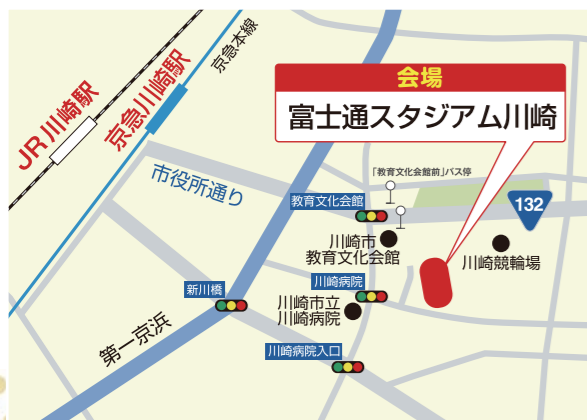 京急本線
JR川崎駅
京急川崎駅
会場
富士通スタジアム川崎
市役所通り
「教育文化会館前」バス停
教育文化会館
132
川崎市
教育文化会館
川崎競輪場
新川橋
川崎病院
川崎市立
川崎病院
第一京浜
川崎病院入口